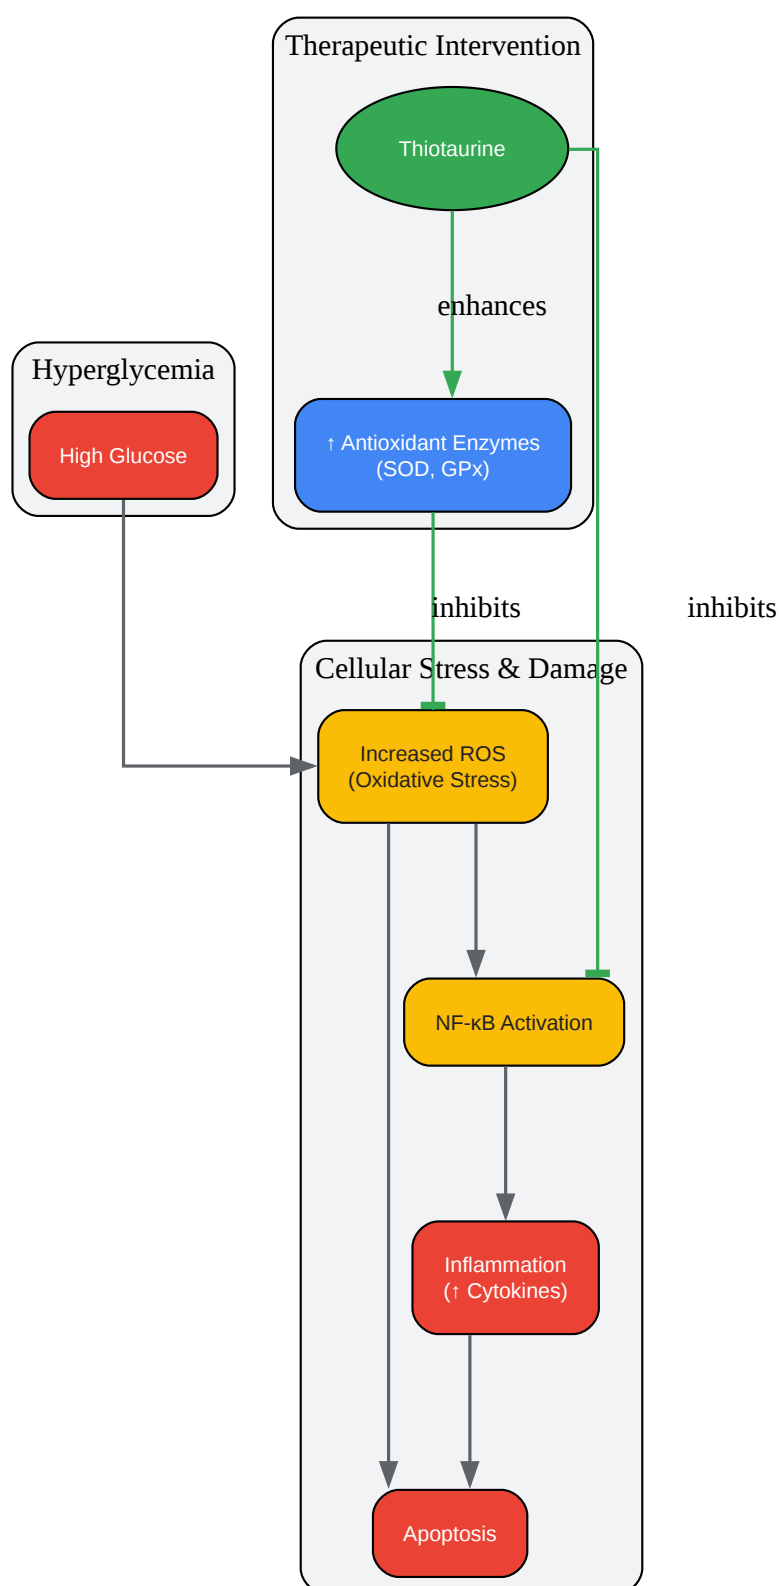 Therapeutic Intervention
Thiotaurine
enhances
Hyperglycemia
High Glucose
↑ Antioxidant Enzymes
(SOD, GPx)
inhibits
inhibits
Cellular Stress & Damage
Increased ROS
(Oxidative Stress)
NF-κB Activation
Inflammation
(↑ Cytokines)
Apoptosis